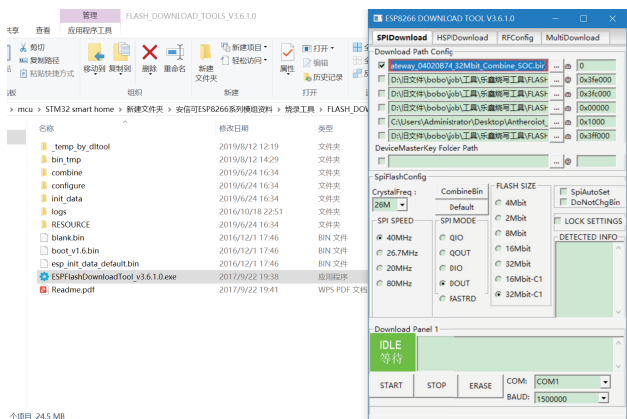 管理
FLASH_DOWNLOAD_TOOLS_V3.6.1.0
共享
查看
应用程序工具
剪切
复制路径
粘贴快捷方式
移动到
复制到
删除
重命名
新建
文件夹
新建项目
轻松访问
属性
打开
编辑
历史记录
组织
新建
打开
> mcu > STM32 smart home > 新建文件夹 > 安信可ESP8266系列模组资料 > 烧录工具 > FLASH_DOW
名称
修改日期
类型
_temp_by_dltool
2019/8/12 12:19
文件夹
bin_tmp
2019/8/12 14:29
文件夹
combine
2019/6/24 16:34
文件夹
configure
2019/6/24 16:34
文件夹
init_data
2019/6/24 16:34
文件夹
logs
2016/10/18 22:51
文件夹
RESOURCE
2019/6/24 16:34
文件夹
blank.bin
2016/12/1 17:46
BIN 文件
boot_v1.6.bin
2016/12/1 17:46
BIN 文件
esp_init_data_default.bin
2016/12/1 17:46
BIN 文件
ESPFlashDownloadTool_v3.6.1.0.exe
2017/9/22 19:38
应用程序
Readme.pdf
2017/9/22 19:41
WPS PDF 文档
个项目 24.5 MB
ESP8266 DOWNLOAD TOOL V3.6.1.0
SPIDownload
HSPIDownload
RFConfig
MultiDownload
Download Path Config
ateway_04020B74_32Mbit_Combine_SOC.bin
...
@
0
D:\旧文件\bobo\job\工具\乐鑫烧写工具\FLASH
...
@
0x3fe000
D:\旧文件\bobo\job\工具\乐鑫烧写工具\FLASH
...
@
0x3fc000
D:\旧文件\bobo\job\工具\乐鑫烧写工具\FLASH
...
@
0x00000
C:\Users\Administrator\Desktop\Antheroiot_
...
@
0x1000
D:\旧文件\bobo\job\工具\乐鑫烧写工具\FLASH
...
@
0x3ff000
DeviceMasterKey Folder Path
...
@
SpiFlashConfig
CrystalFreq :
26M
CombineBin
Default
SPI SPEED
40MHz
26.7MHz
20MHz
80MHz
SPI MODE
QIO
QOUT
DIO
DOUT
FASTRD
FLASH SIZE
4Mbit
2Mbit
8Mbit
16Mbit
32Mbit
16Mbit-C1
32Mbit-C1
SpiAutoSet
DoNotChgBin
LOCK SETTINGS
DETECTED INFO
Download Panel 1
IDLE
等待
START
STOP
ERASE
COM:
COM1
BAUD:
1500000